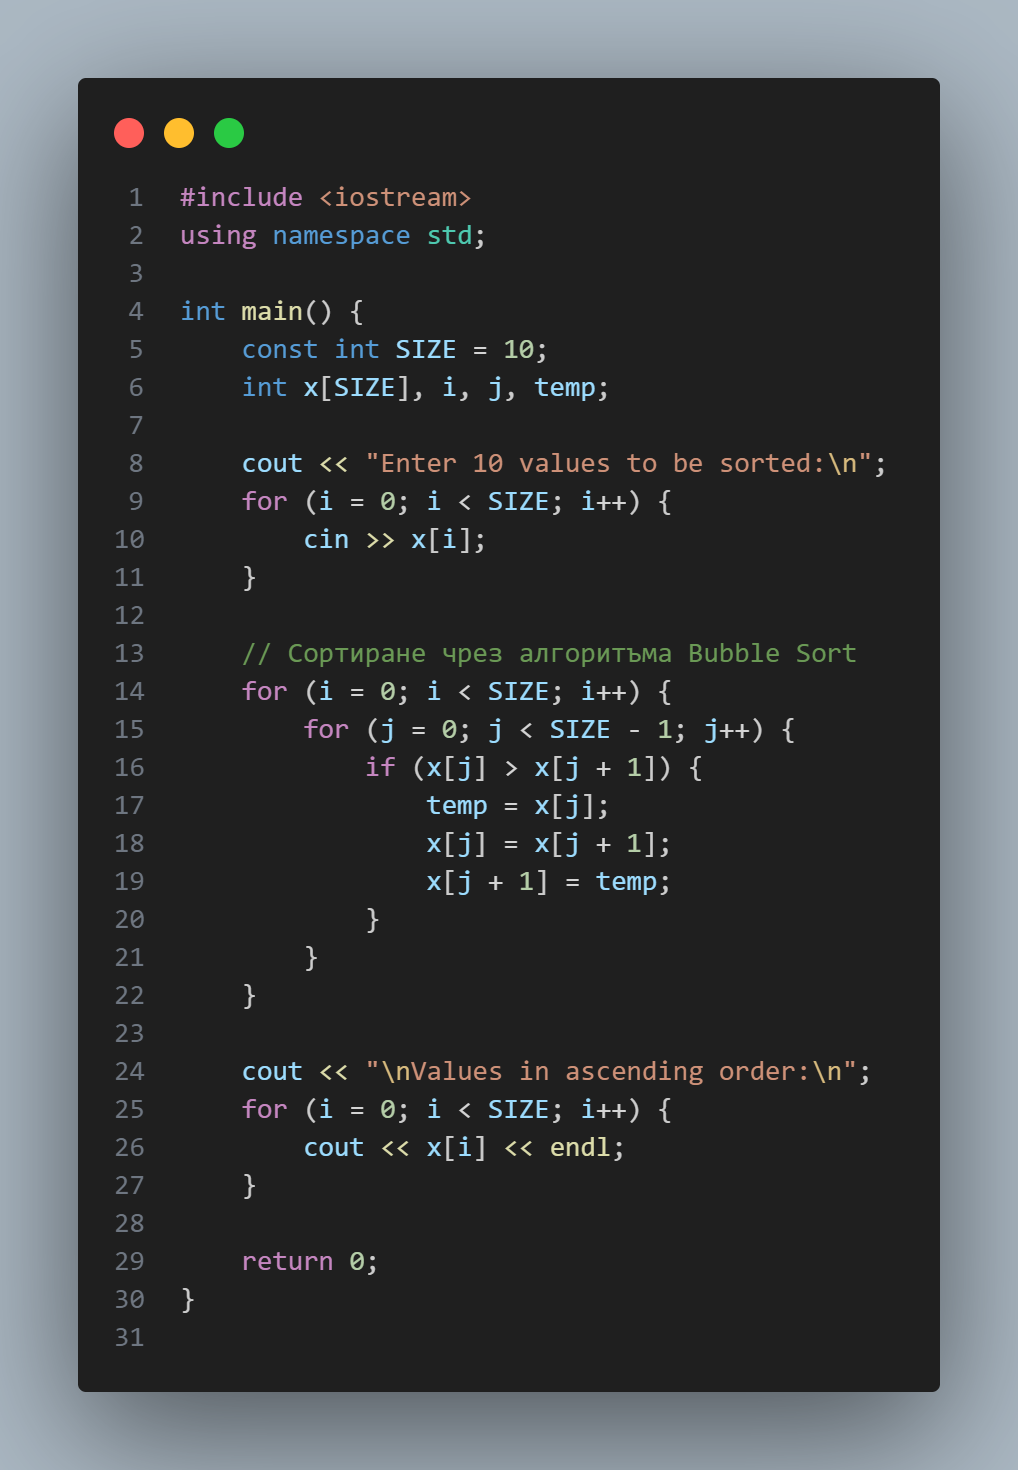 1 #include <iostream>
2 using namespace std;
3
4 int main() {
5     const int SIZE = 10;
6     int x[SIZE], i, j, temp;
7
8     cout << "Enter 10 values to be sorted:\n";
9     for (i = 0; i < SIZE; i++) {
10         cin >> x[i];
11     }
12
13     // Сортиране чрез алгоритъма Bubble Sort
14     for (i = 0; i < SIZE; i++) {
15         for (j = 0; j < SIZE - 1; j++) {
16             if (x[j] > x[j + 1]) {
17                 temp = x[j];
18                 x[j] = x[j + 1];
19                 x[j + 1] = temp;
20             }
21         }
22     }
23
24     cout << "\nValues in ascending order:\n";
25     for (i = 0; i < SIZE; i++) {
26         cout << x[i] << endl;
27     }
28
29     return 0;
30 }
31